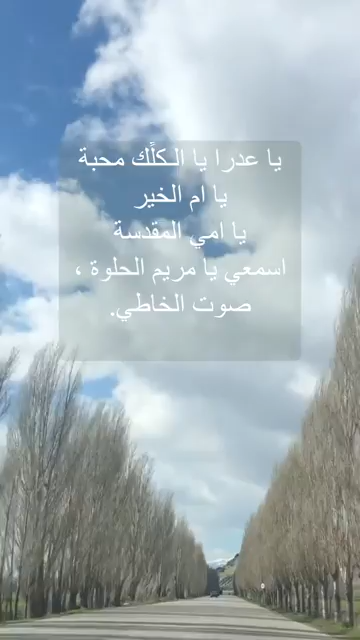 يا عدرا يا الكلًك محبة
يا ام الخير
يا امي المقدسة
اسمعي يا مريم الحلوة ،
صوت الخاطي.